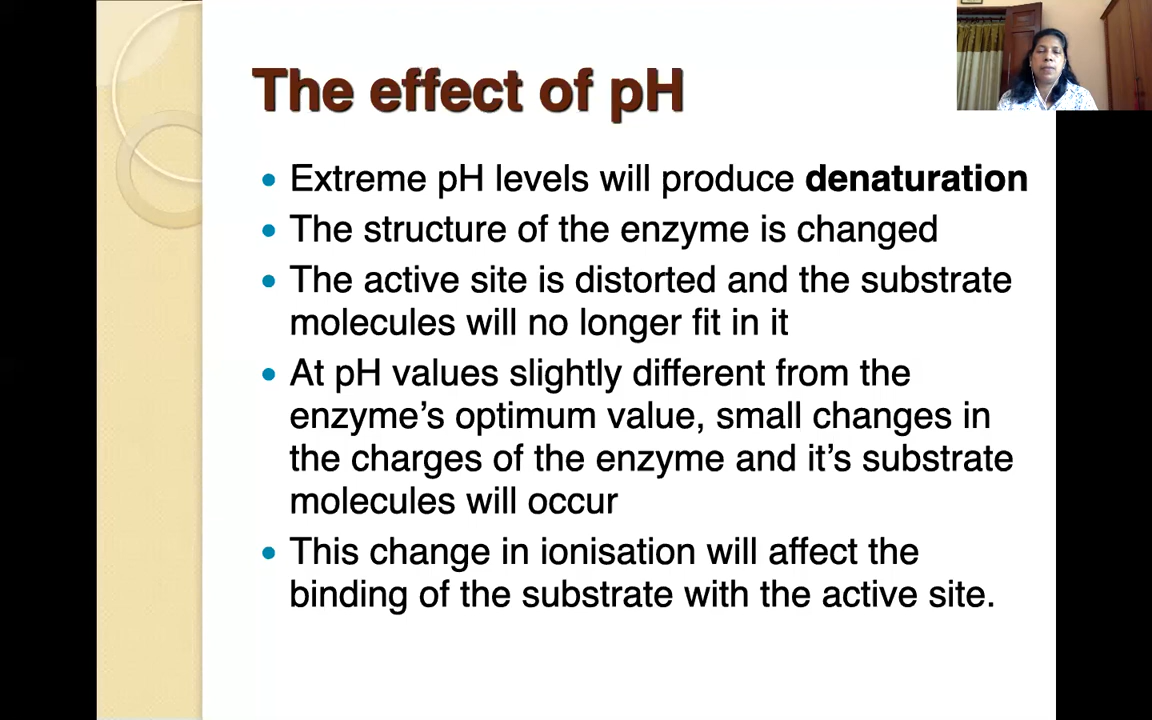 The effect of pH
• Extreme pH levels will produce denaturation
• The structure of the enzyme is changed
• The active site is distorted and the substrate
molecules will no longer fit in it
• At pH values slightly different from the
enzyme’s optimum value, small changes in
the charges of the enzyme and it’s substrate
molecules will occur
• This change in ionisation will affect the
binding of the substrate with the active site.